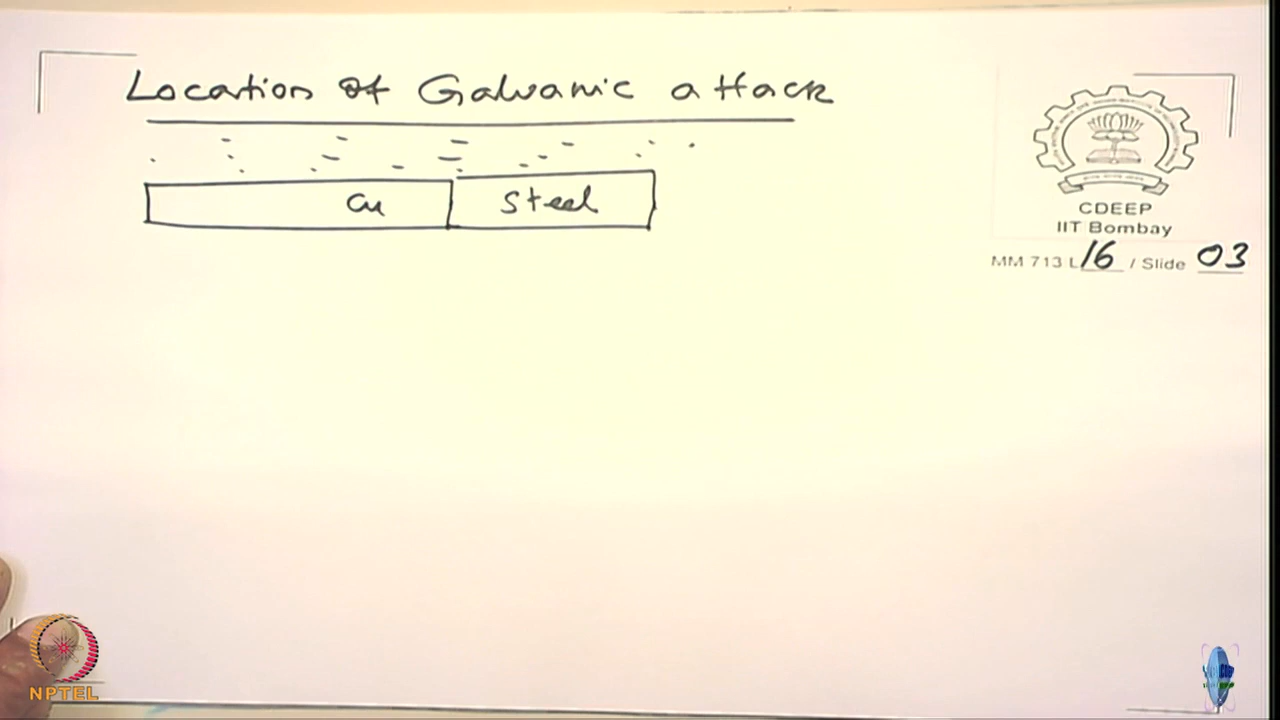 Location of Galvanic attack
Cu Steel
CDEEP
IIT Bombay
MM 713 L 16 / Slide 03
NPTEL